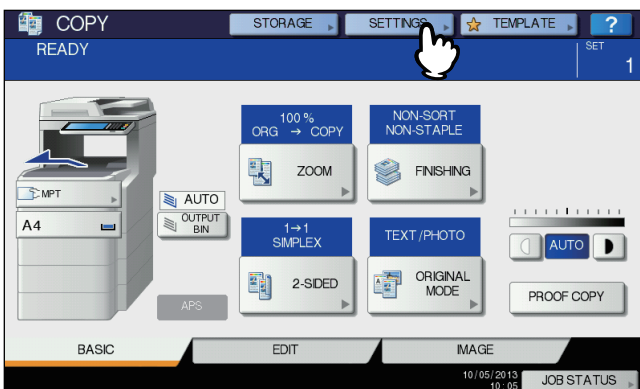 COPY
STORAGE
SETTINGS
TEMPLATE
?
READY
SET
1
100 %
ORG → COPY
ZOOM
NON-SORT
NON-STAPLE
FINISHING
MPT
A4
AUTO
OUTPUT
BIN
APS
1→1
SIMPLEX
2-SIDED
TEXT/PHOTO
ORIGINAL
MODE
AUTO
PROOF COPY
BASIC
EDIT
IMAGE
10/05/2013
10:05
JOB STATUS